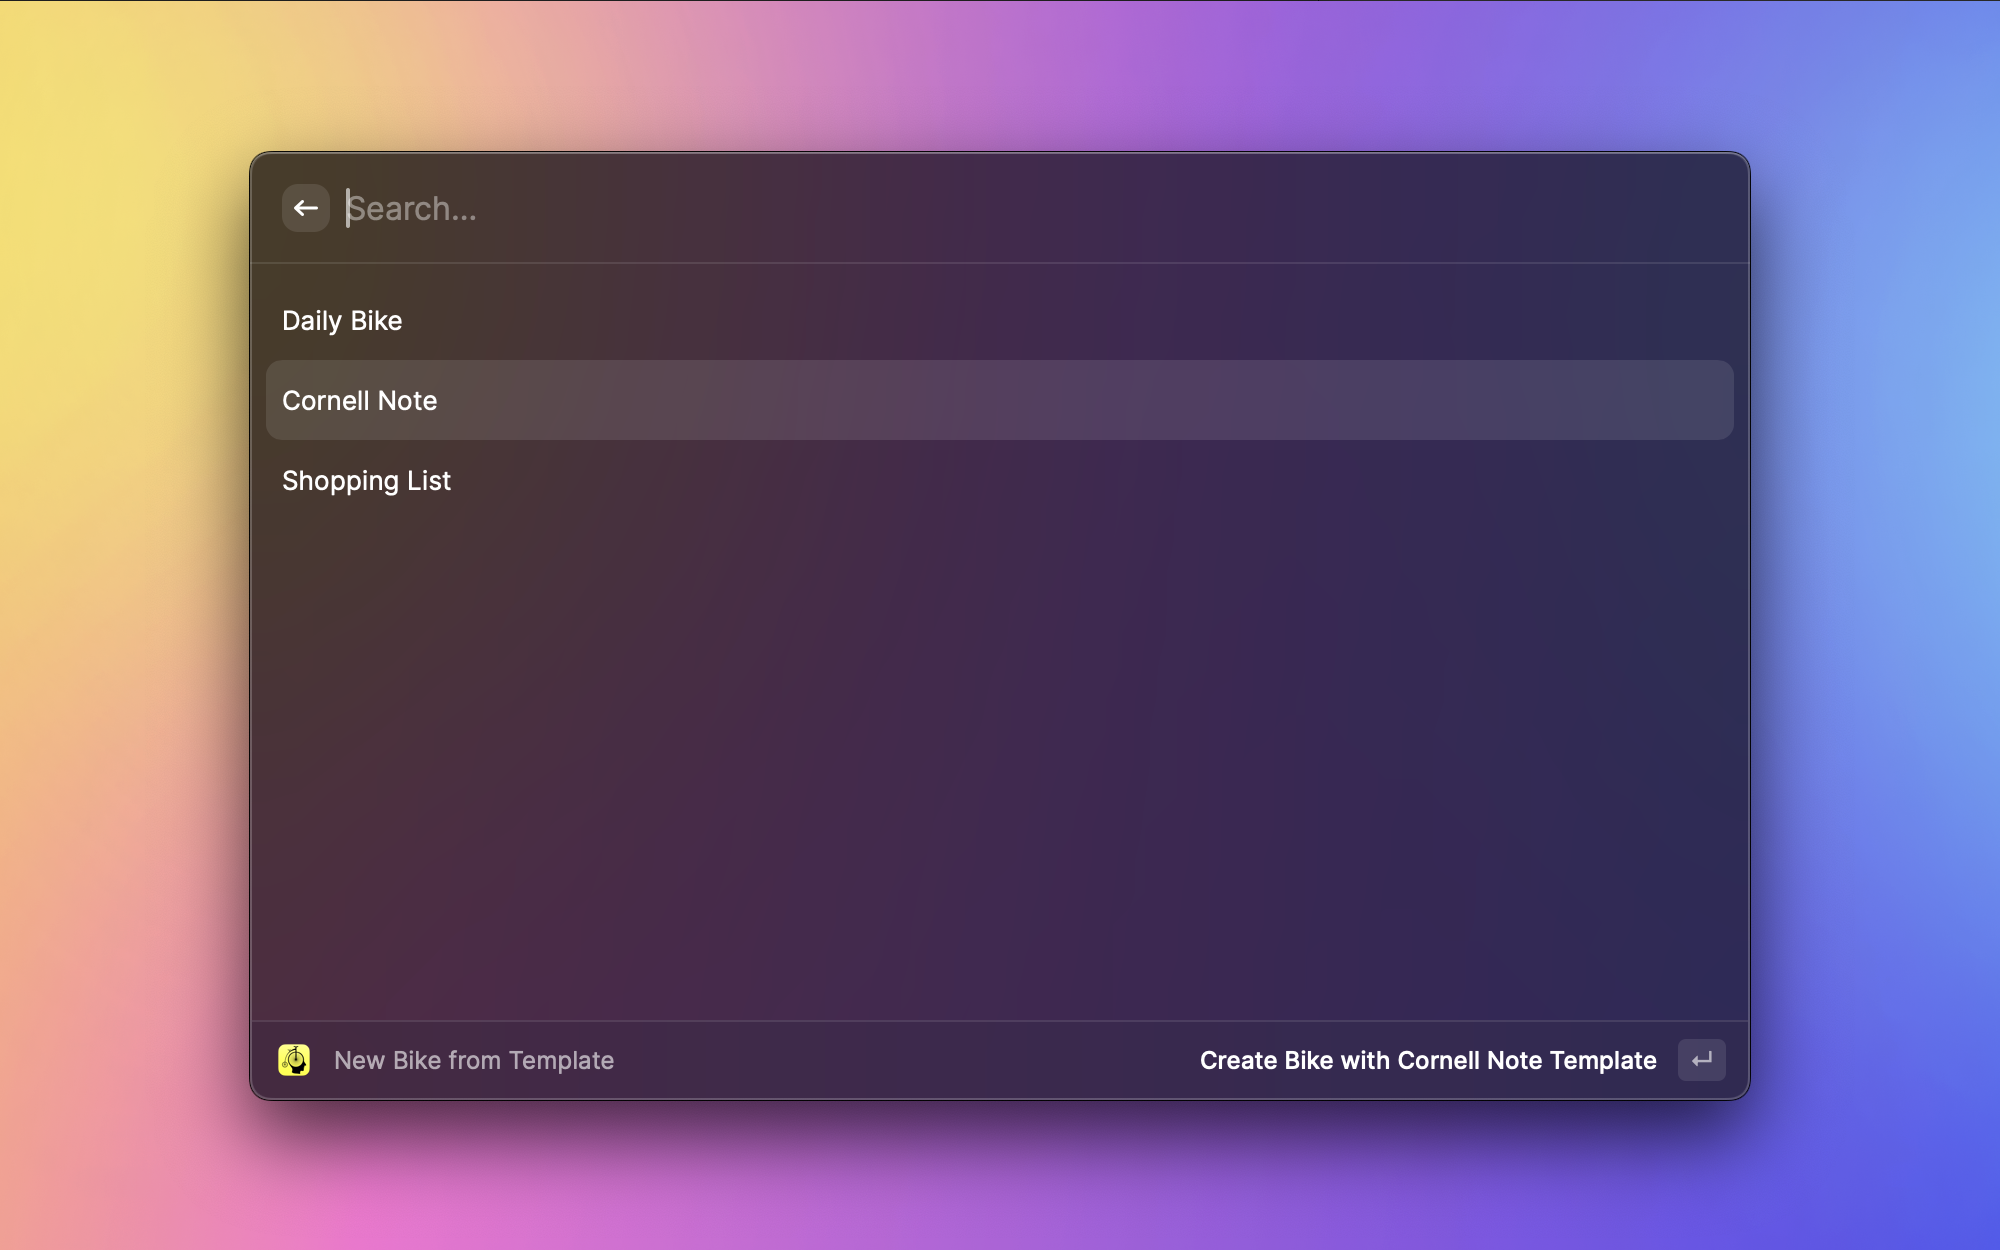 Search...
Daily Bike
Cornell Note
Shopping List
New Bike from Template
Create Bike with Cornell Note Template